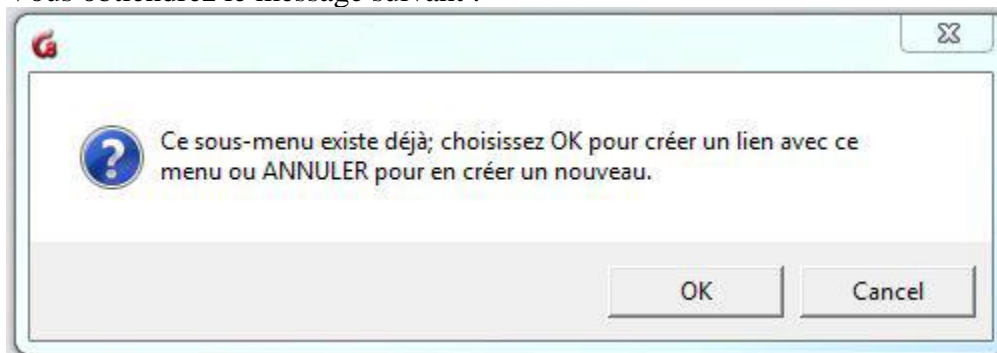 Vous obtiendrez le message suivant :
Ce sous-menu existe déjà; choisissez OK pour créer un lien avec ce
menu ou ANNULER pour en créer un nouveau.
OK
Cancel